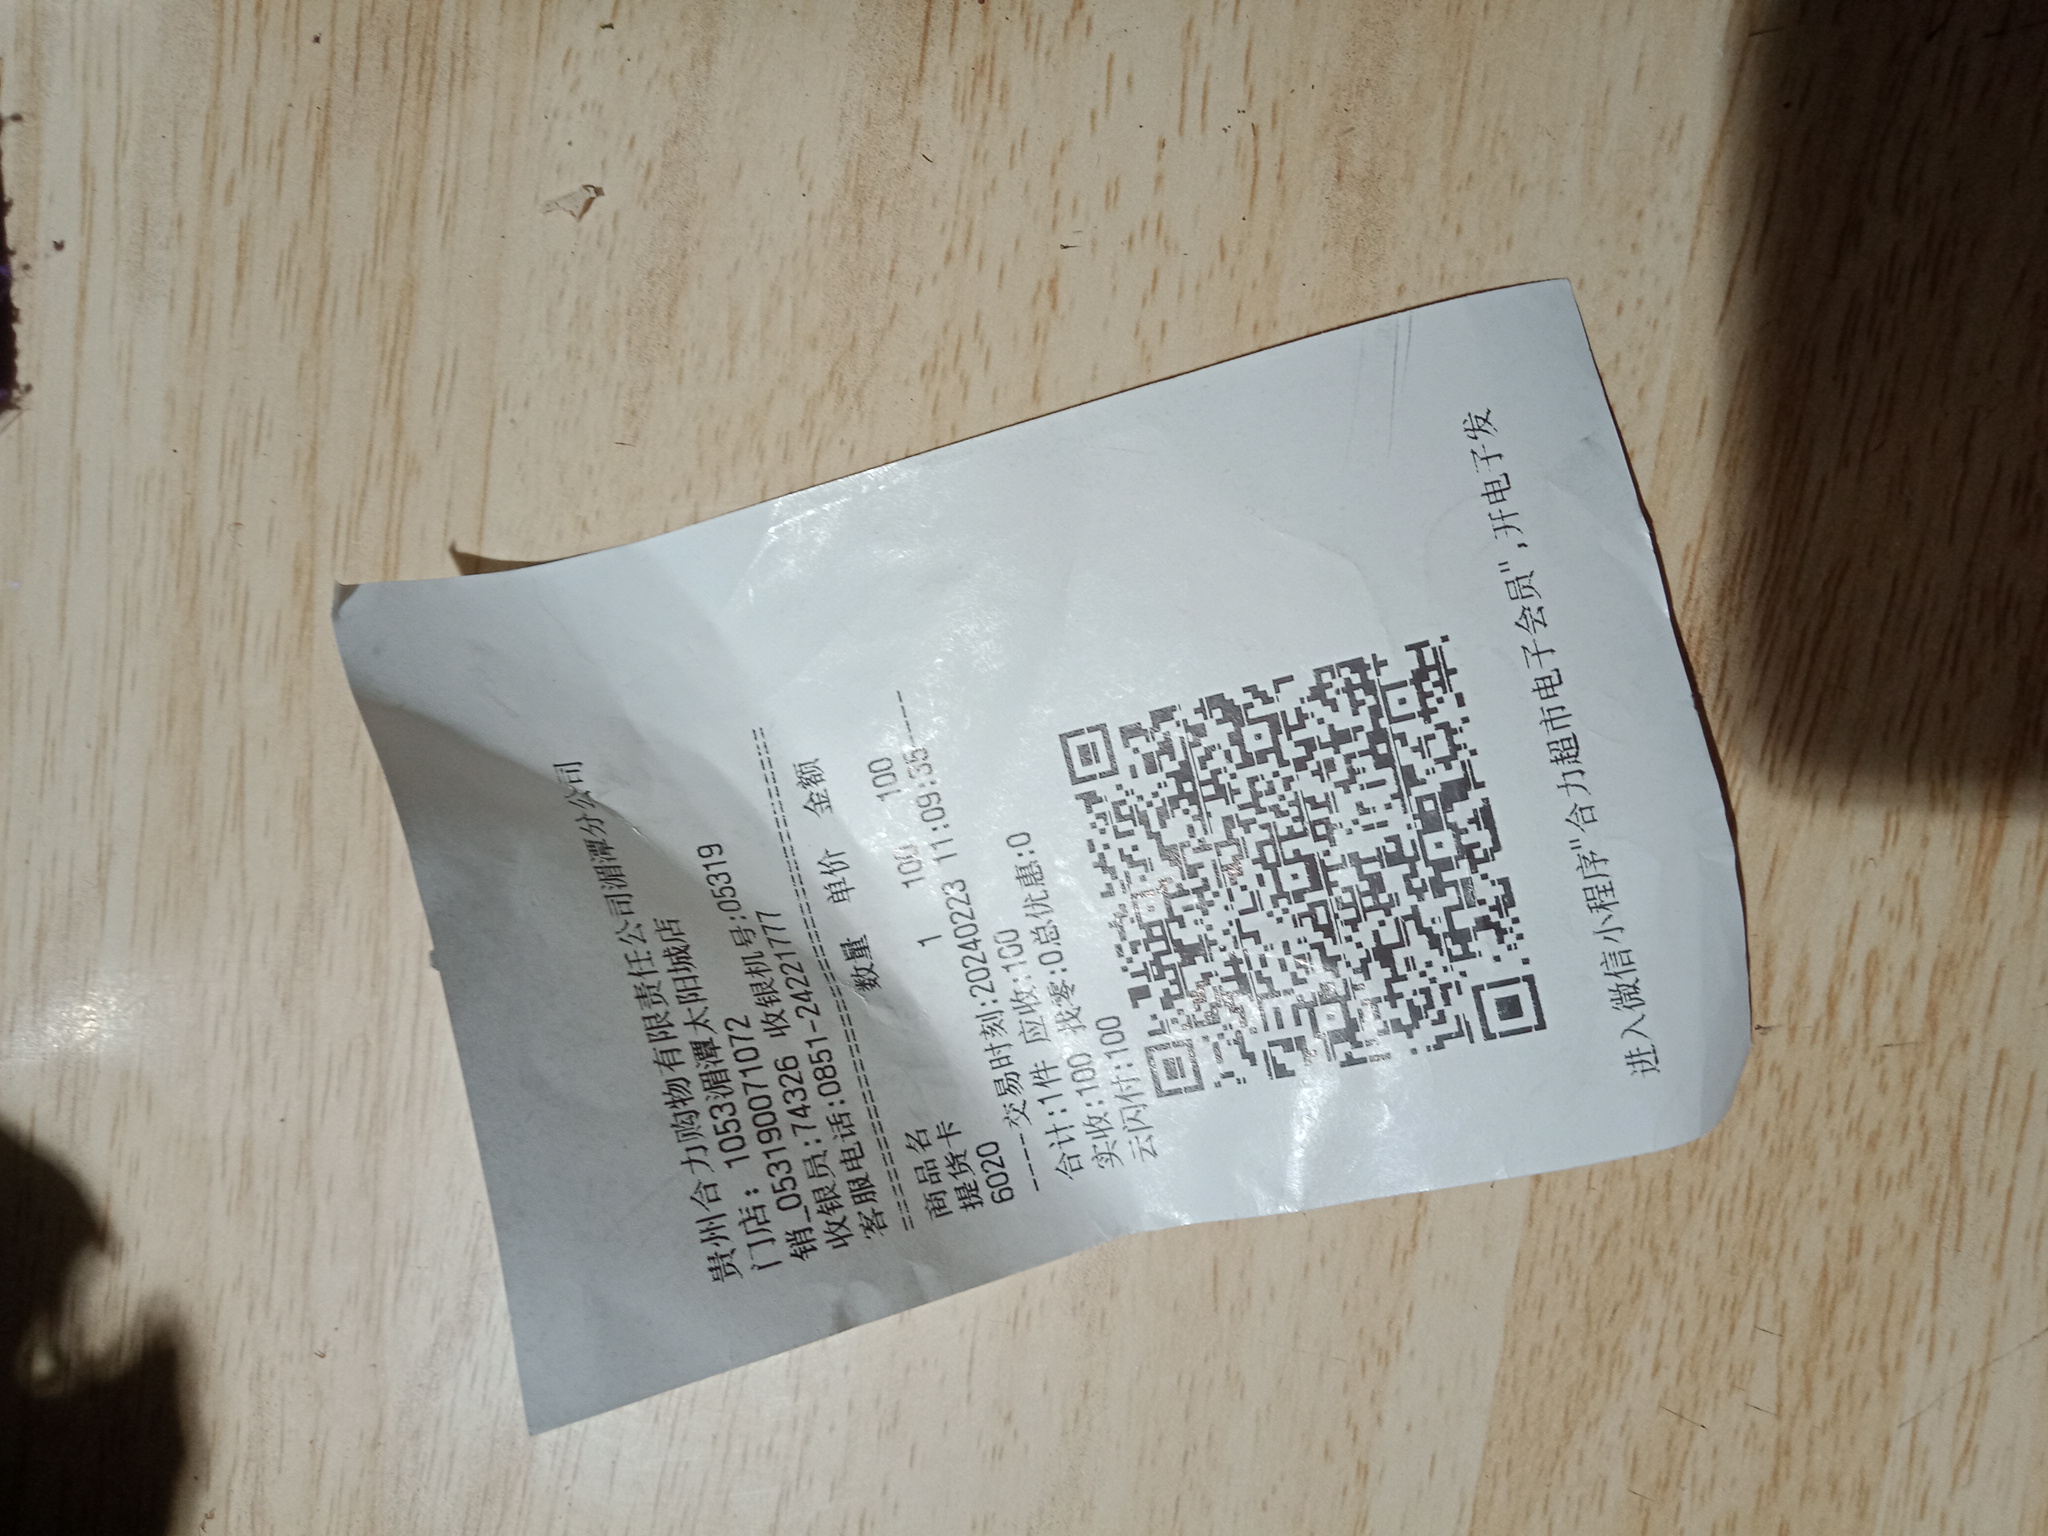 贵州合力购物有限责任公司湄潭分公司
门店: 1053湄潭太阳城店
销_0531900710​72 收银机号:05319
收银员:74326
客服电话:0851-24221777
==============================
商品名 数量 单价 金额
提货卡
6020 1 100 100
----交易时刻:20240223 11:09:35----
合计:1件 应收:100
实收:100 找零:0总优惠:0
云闪付:100
进入微信小程序"合力超市电子会员",开电子发